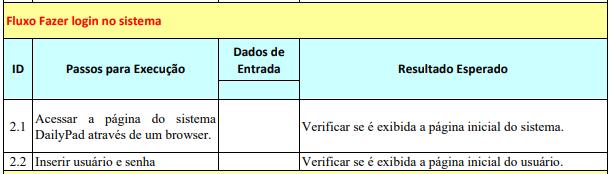 Fluxo Fazer login no sistema
ID
Passos para Execução
Dados de
Entrada
Resultado Esperado
2.1
Acessar a página do sistema
DailyPad através de um browser.
Verificar se é exibida a página inicial do sistema.
2.2
Inserir usuário e senha
Verificar se é exibida a página inicial do usuário.